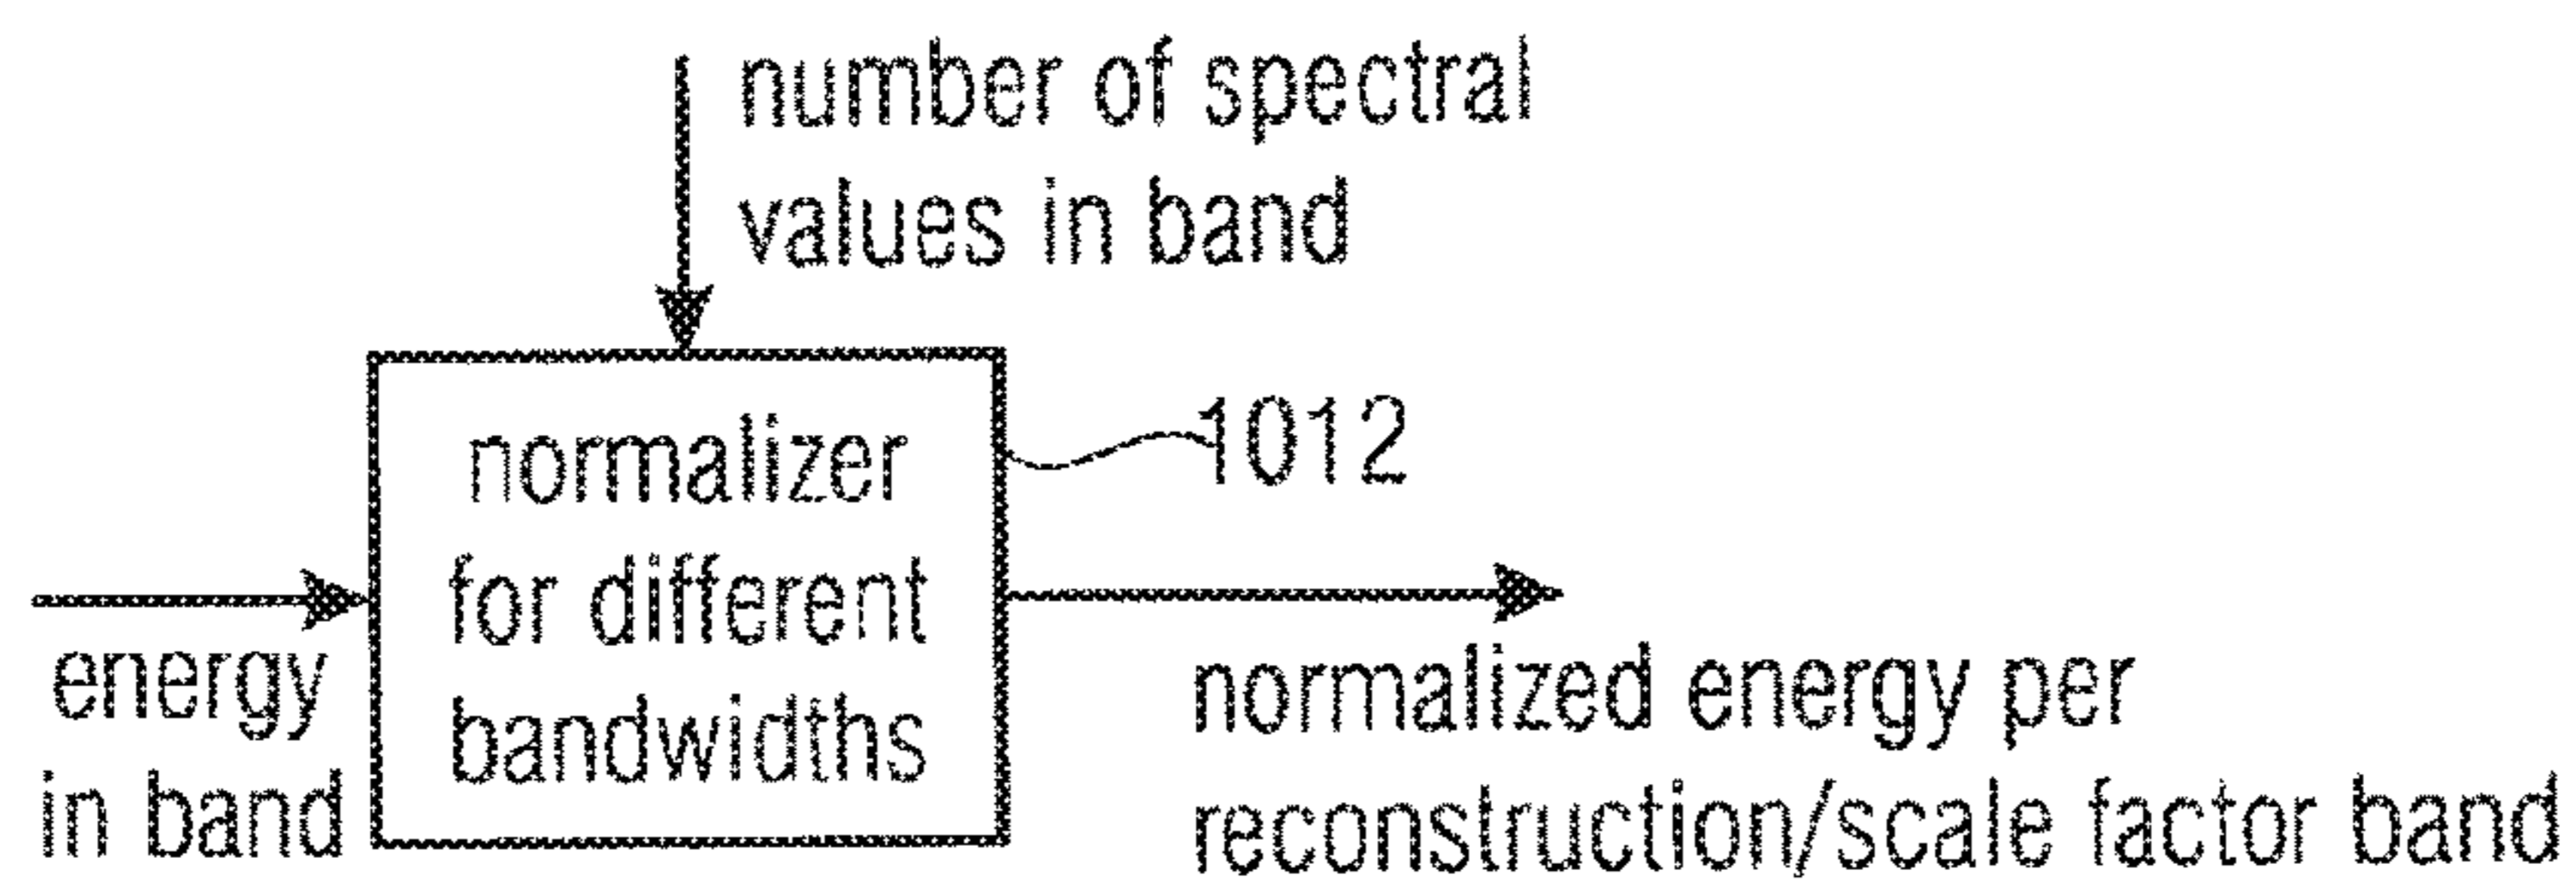 number of spectral
values in band
normalizer
for different
bandwidths
1012
energy
in band
normalized energy per
reconstruction/scale factor band